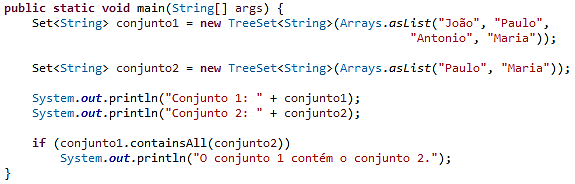 public static void main(String[] args) {
Set<String> conjunto1 = new TreeSet<String>(Arrays.asList("João", "Paulo",
"Antonio", "Maria"));
Set<String> conjunto2 = new TreeSet<String>(Arrays.asList("Paulo", "Maria"));
System.out.println("Conjunto 1: " + conjunto1);
System.out.println("Conjunto 2: " + conjunto2);
if (conjunto1.containsAll(conjunto2))
System.out.println("O conjunto 1 contém o conjunto 2.");
}